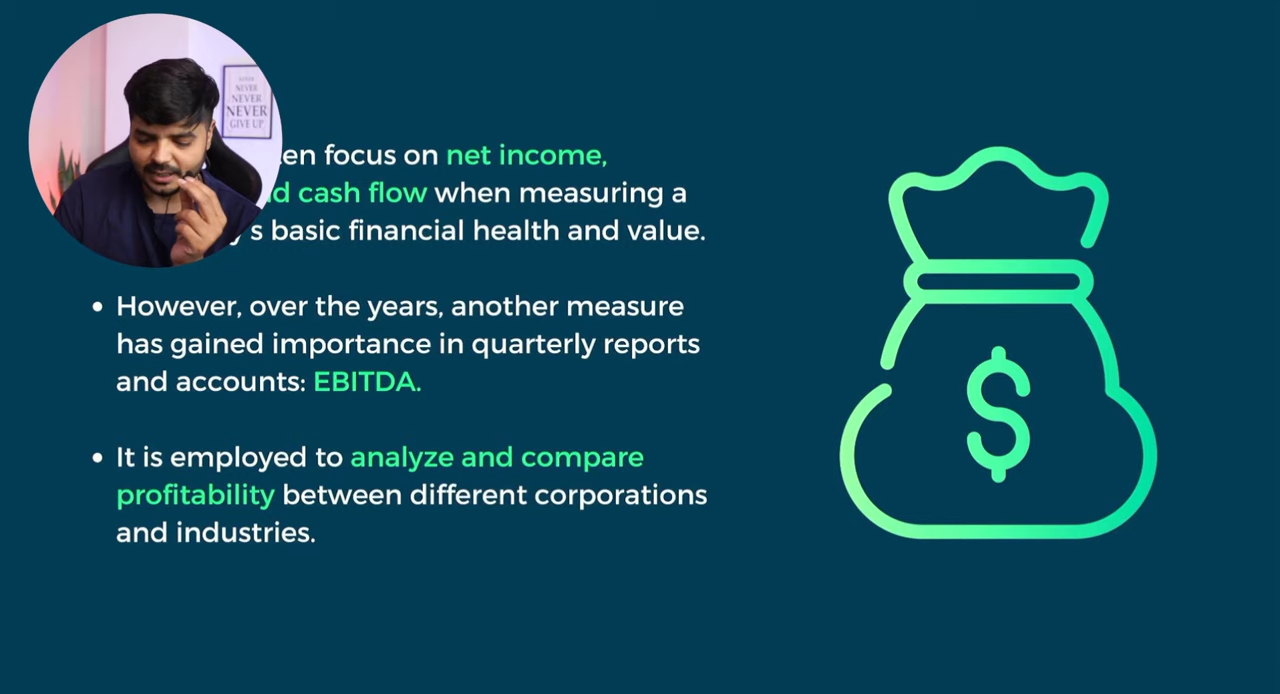 NEVER
NEVER
NEVER
NEVER
GIVE UP
focus on net income,
cash flow when measuring a
basic financial health and value.
• However, over the years, another measure
has gained importance in quarterly reports
and accounts: EBITDA.
• It is employed to analyze and compare
profitability between different corporations
and industries.
$